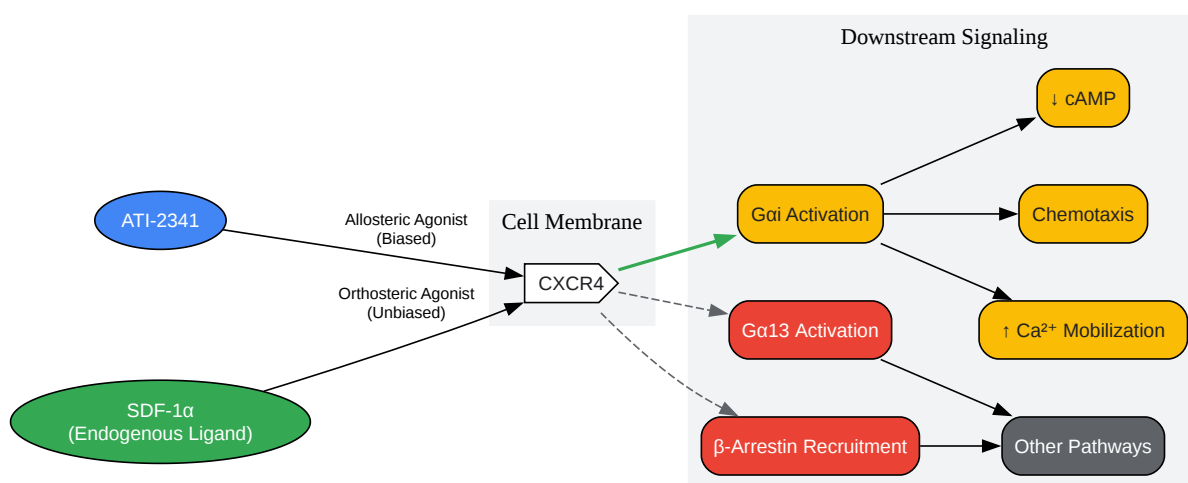 Downstream Signaling
↓ cAMP
ATI-2341
Allosteric Agonist
(Biased)
Cell Membrane
Gαi Activation
Chemotaxis
CXCR4
Orthosteric Agonist
(Unbiased)
Gα13 Activation
↑ Ca²⁺ Mobilization
SDF-1α
(Endogenous Ligand)
β-Arrestin Recruitment
Other Pathways